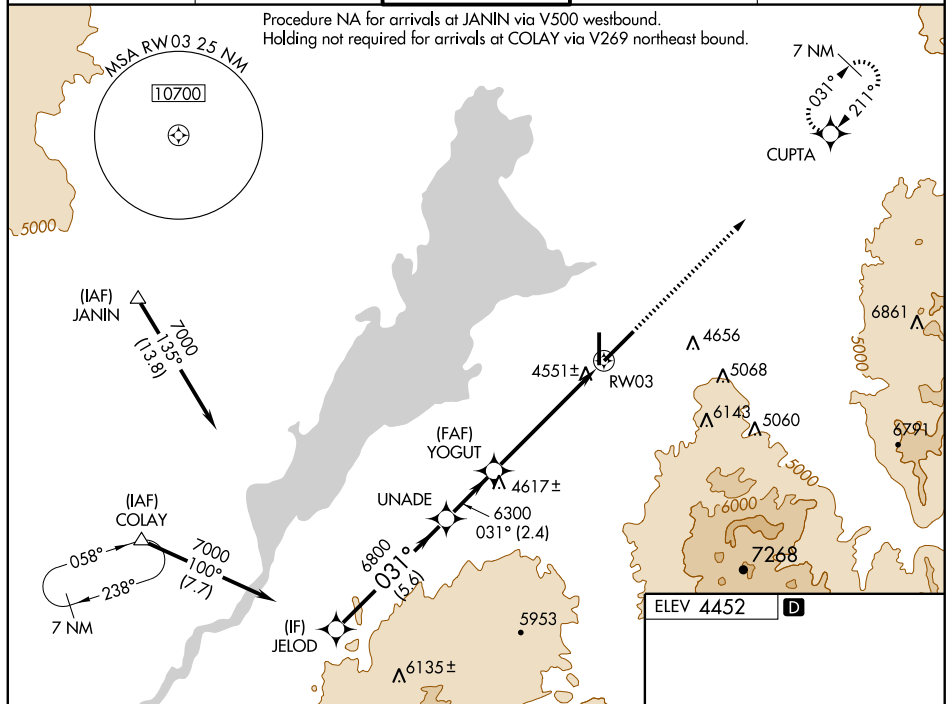 Procedure NA for arrivals at JANIN via V500 westbound.
Holding not required for arrivals at COLAY via V269 northeast bound.
MSA RW03 25 NM
10700
7 NM
031°
211°
CUPTA
5000
(IAF)
JANIN
7000
135°
(13.8)
6861
5000
4656
4551±
RW03
5068
6143
5060
6791
(FAF)
YOGUT
4617±
5000
UNADE
6300
031° (2.4)
6000
(IAF)
COLAY
7000
100°
(7.7)
058°
238°
7 NM
6800
031°
(5.6)
7268
(IF)
JELOD
5953
6135±
ELEV 4452
D